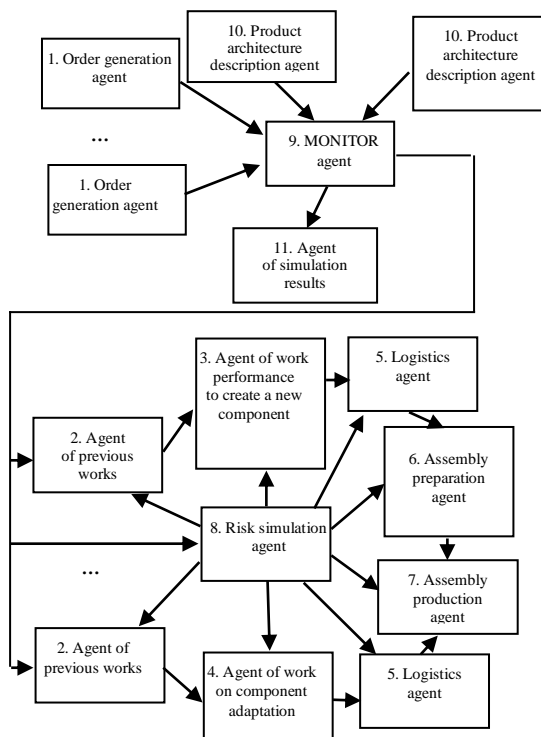 10. Product
architecture
description agent
10. Product
architecture
description agent
1. Order generation
agent
...
9. MONITOR
agent
1. Order
generation agent
11. Agent
of simulation
results
3. Agent of work
performance
to create a new
component
5. Logistics
agent
2. Agent
of previous
works
6. Assembly
preparation
agent
8. Risk simulation
agent
...
7. Assembly
production
agent
2. Agent of
previous works
4. Agent of work
on component
adaptation
5. Logistics
agent